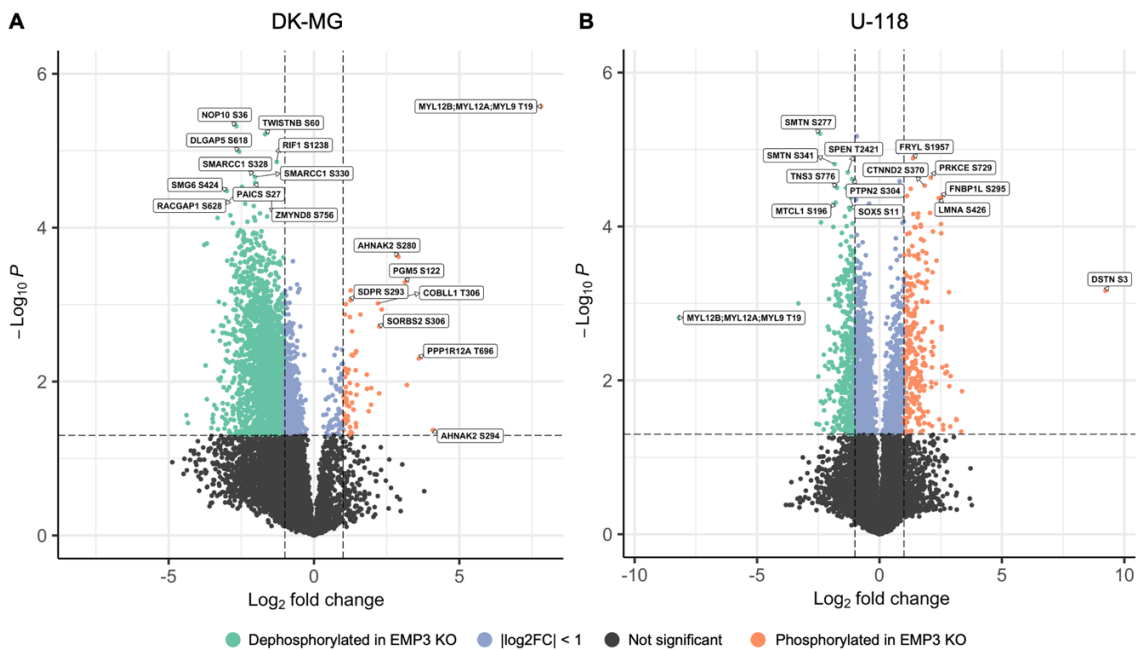 A
DK-MG
B
U-118
6
4
2
0
−Log10 P
-5
0
5
Log2 fold change
NOP10 S36
TWISTNB S60
DLGAP5 S618
RIF1 S1238
SMARCC1 S328
SMARCC1 S330
SMG6 S424
PAICS S27
RACGAP1 S628
ZMYND8 S756
MYL12B;MYL12A;MYL9 T19
AHNAK2 S280
PGM5 S122
SDPR S293
COBLL1 T306
SORBS2 S306
PPP1R12A T696
AHNAK2 S294
6
4
2
0
−Log10 P
-10
-5
0
5
10
Log2 fold change
SMTN S277
SPEN T2421
FRYL S1957
SMTN S341
CTNND2 S370
PRKCE S729
TNS3 S776
PTPN2 S304
FNBP1L S295
MTCL1 S196
SOX5 S11
LMNA S426
DSTN S3
MYL12B;MYL12A;MYL9 T19
Dephosphorylated in EMP3 KO
|log2FC| < 1
Not significant
Phosphorylated in EMP3 KO